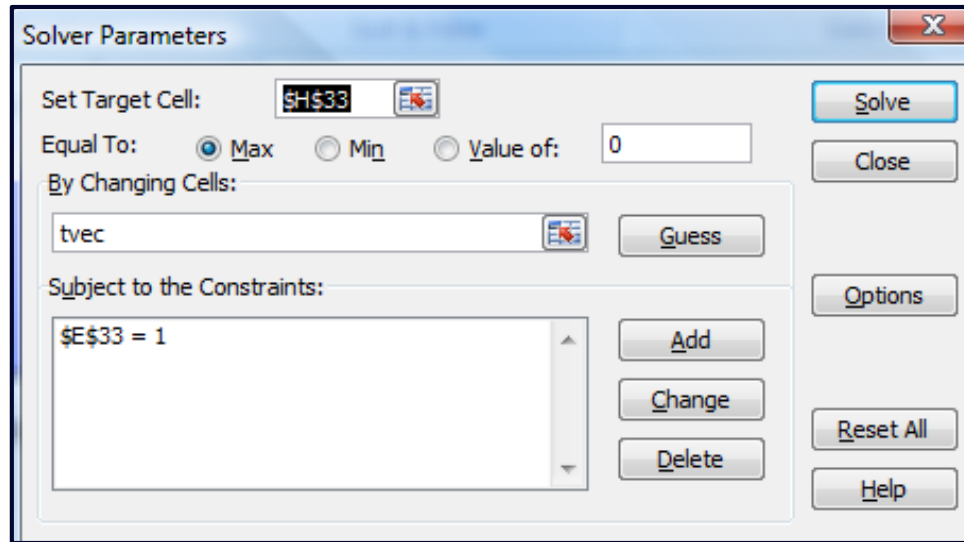 Solver Parameters
Set Target Cell: $H$33
Solve
Equal To: Max Min Value of: 0
Close
By Changing Cells:
tvec
Guess
Subject to the Constraints:
Options
$E$33 = 1
Add
Change
Reset All
Delete
Help